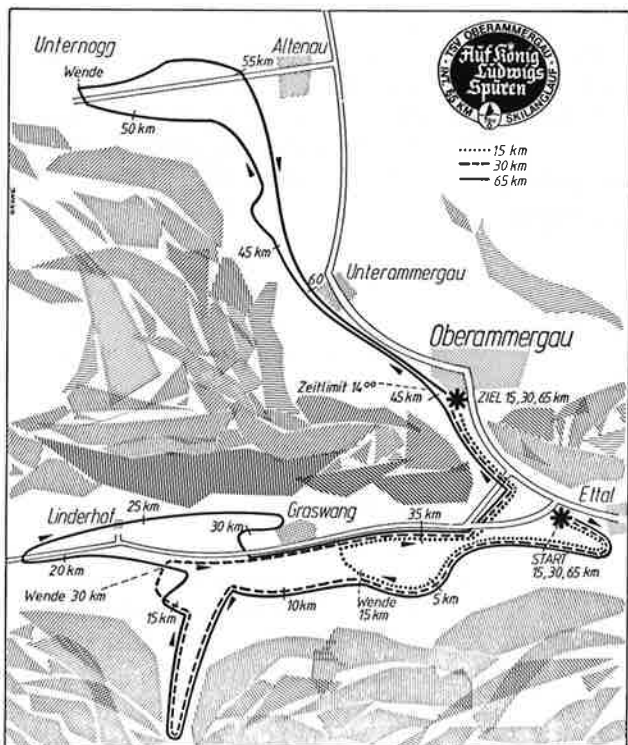 Unternogg
Wende
50 km
55 km
Altenau
TSV OBERAMMERGAU
Auf König
Ludwigs
Spuren
INT. 65 KM SKILANGLAUF
15 km
30 km
65 km
45 km
60
Unterammergau
Oberammergau
Zeitlimit 14⁰⁰
45 km
ZIEL 15, 30, 65 km
Linderhof
25 km
30 km
Graswang
35 km
Ettal
20 km
Wende 30 km
15 km
10 km
Wende
15 km
5 km
START
15, 30, 65 km